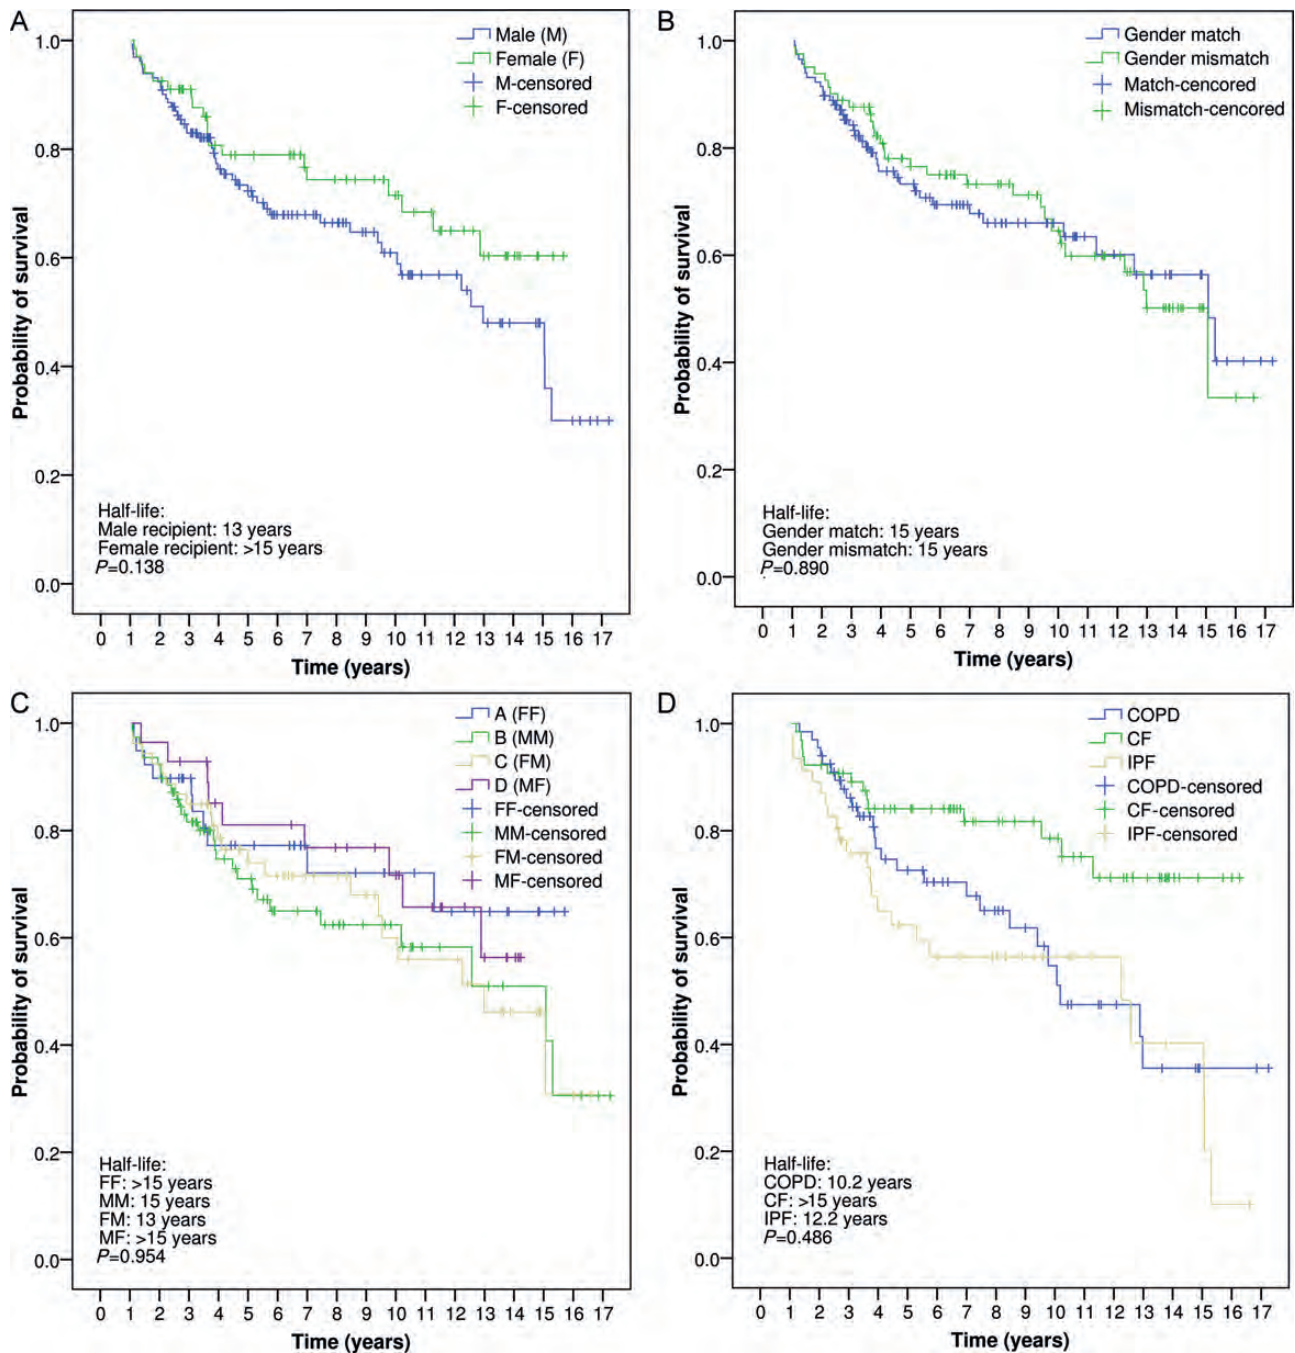 A
Male (M)
Female (F)
M-censored
F-censored
1.0
0.8
0.6
0.4
0.2
0.0
Probability of survival
Half-life:
Male recipient: 13 years
Female recipient: >15 years
P=0.138
0 1 2 3 4 5 6 7 8 9 10 11 12 13 14 15 16 17
Time (years)
B
Gender match
Gender mismatch
Match-cencored
Mismatch-cencored
1.0
0.8
0.6
0.4
0.2
0.0
Probability of survival
Half-life:
Gender match: 15 years
Gender mismatch: 15 years
P=0.890
0 1 2 3 4 5 6 7 8 9 10 11 12 13 14 15 16 17
Time (years)
C
A (FF)
B (MM)
C (FM)
D (MF)
FF-censored
MM-censored
FM-censored
MF-censored
1.0
0.8
0.6
0.4
0.2
0.0
Probability of survival
Half-life:
FF: >15 years
MM: 15 years
FM: 13 years
MF: >15 years
P=0.954
0 1 2 3 4 5 6 7 8 9 10 11 12 13 14 15 16 17
Time (years)
D
COPD
CF
IPF
COPD-censored
CF-censored
IPF-censored
1.0
0.8
0.6
0.4
0.2
0.0
Probability of survival
Half-life:
COPD: 10.2 years
CF: >15 years
IPF: 12.2 years
P=0.486
0 1 2 3 4 5 6 7 8 9 10 11 12 13 14 15 16 17
Time (years)